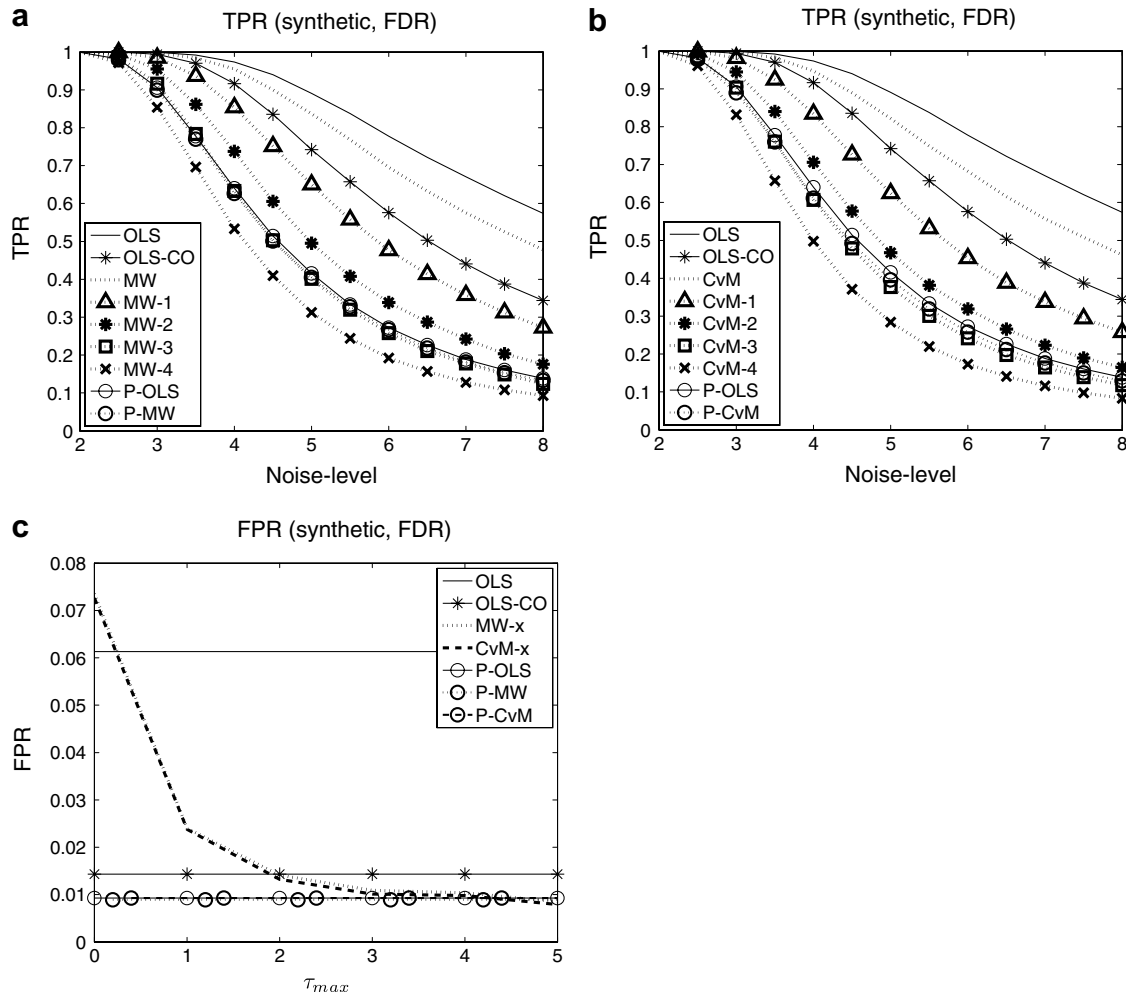 a
TPR (synthetic, FDR)
1
0.9
0.8
0.7
0.6
0.5
0.4
0.3
0.2
0.1
0
TPR
OLS
OLS-CO
MW
MW-1
MW-2
MW-3
MW-4
P-OLS
P-MW
2 3 4 5 6 7 8
Noise-level
b
TPR (synthetic, FDR)
1
0.9
0.8
0.7
0.6
0.5
0.4
0.3
0.2
0.1
0
TPR
OLS
OLS-CO
CvM
CvM-1
CvM-2
CvM-3
CvM-4
P-OLS
P-CvM
2 3 4 5 6 7 8
Noise-level
c
FPR (synthetic, FDR)
0.08
0.07
0.06
0.05
0.04
0.03
0.02
0.01
0
FPR
OLS
OLS-CO
MW-x
CvM-x
P-OLS
P-MW
P-CvM
0 1 2 3 4 5
τmax